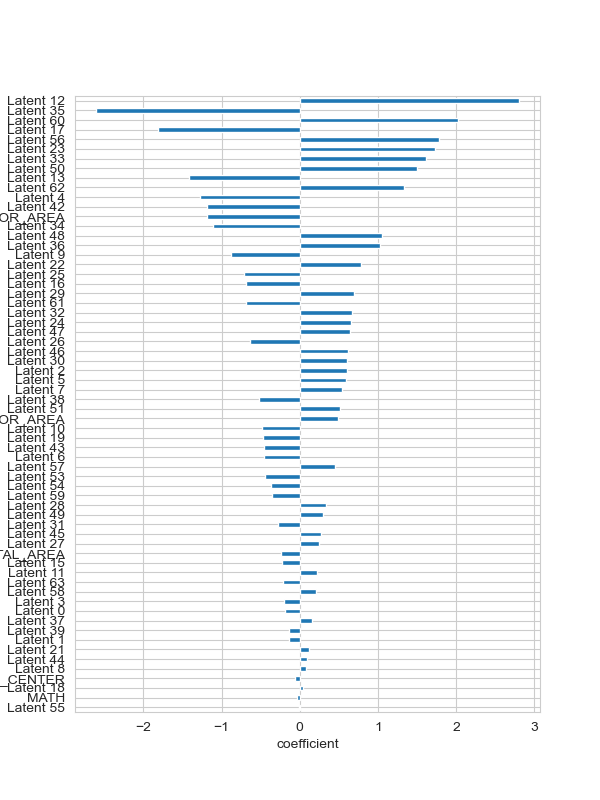 Latent 12
Latent 35
Latent 60
Latent 17
Latent 56
Latent 23
Latent 33
Latent 50
Latent 13
Latent 62
Latent 4
Latent 42
OR_AREA
Latent 34
Latent 48
Latent 36
Latent 9
Latent 22
Latent 25
Latent 16
Latent 29
Latent 61
Latent 32
Latent 24
Latent 47
Latent 26
Latent 46
Latent 30
Latent 2
Latent 5
Latent 7
Latent 38
Latent 51
OR_AREA
Latent 10
Latent 19
Latent 43
Latent 6
Latent 57
Latent 53
Latent 54
Latent 59
Latent 28
Latent 49
Latent 31
Latent 45
Latent 27
TAL_AREA
Latent 15
Latent 11
Latent 63
Latent 58
Latent 3
Latent 0
Latent 37
Latent 39
Latent 1
Latent 21
Latent 44
Latent 8
_CENTER
Latent 18
MATH
Latent 55
−2 −1 0 1 2 3
coefficient